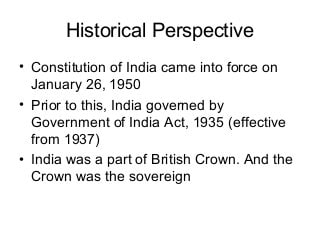 Historical Perspective
• Constitution of India came into force on
January 26, 1950
• Prior to this, India governed by
Government of India Act, 1935 (effective
from 1937)
• India was a part of British Crown. And the
Crown was the sovereign